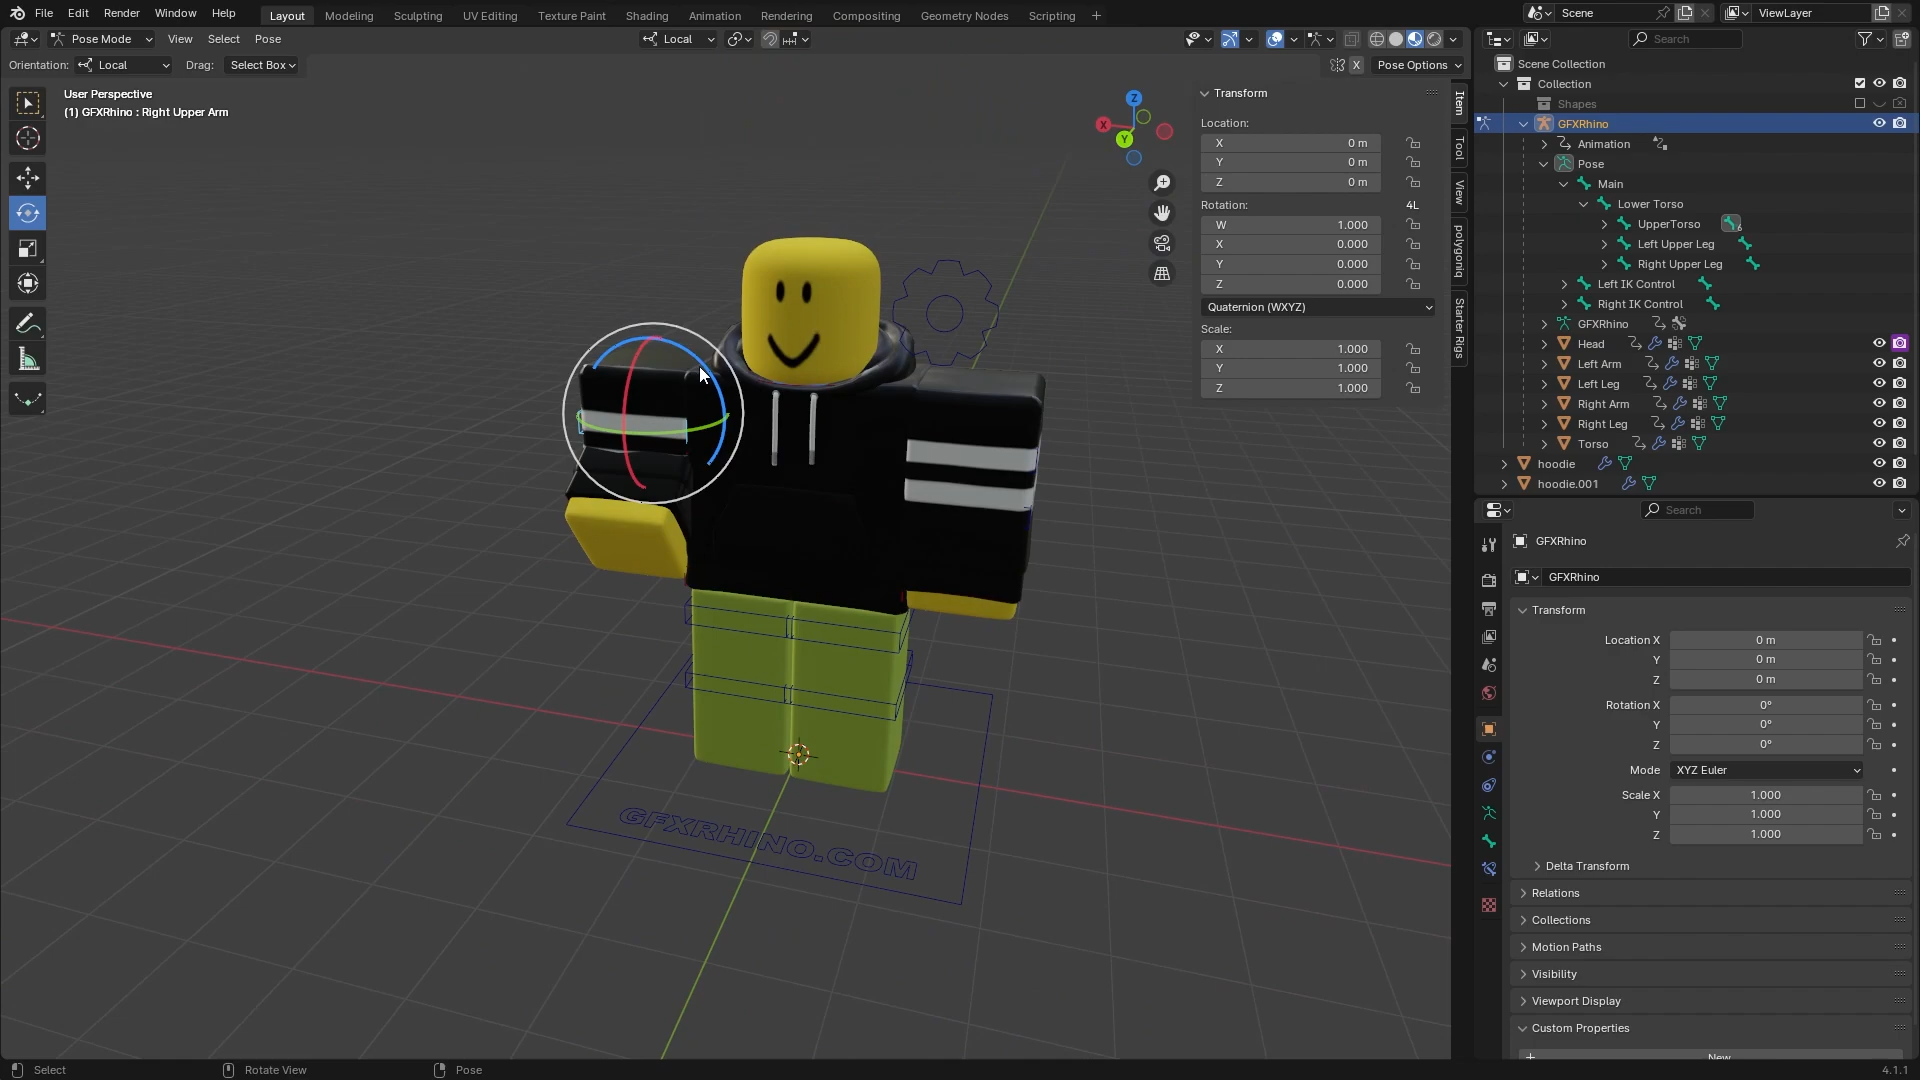 File Edit Render Window Help Layout Modeling Sculpting UV Editing Texture Paint Shading Animation Rendering Compositing Geometry Nodes Scripting Scene ViewLayer
Pose Mode View Select Pose Local Search
Orientation: Local Drag: Select Box X Pose Options
User Perspective
(1) GFXRhino : Right Upper Arm
Z
X
Y
Transform
Location:
X 0 m
Y 0 m
Z 0 m
Rotation: 4L
W 1.000
X 0.000
Y 0.000
Z 0.000
Quaternion (WXYZ)
Scale:
X 1.000
Y 1.000
Z 1.000
Item
Tool
View
polygoniq
Starter Rigs
GFXRHINO.COM
Scene Collection
Collection
Shapes
GFXRhino
Animation
Pose
Main
Lower Torso
UpperTorso 6
Left Upper Leg
Right Upper Leg
Left IK Control
Right IK Control
GFXRhino
Head
Left Arm
Left Leg
Right Arm
Right Leg
Torso
hoodie
hoodie.001
Search
GFXRhino
GFXRhino
Transform
Location X 0 m
Y 0 m
Z 0 m
Rotation X 0°
Y 0°
Z 0°
Mode XYZ Euler
Scale X 1.000
Y 1.000
Z 1.000
Delta Transform
Relations
Collections
Motion Paths
Visibility
Viewport Display
Custom Properties
New
Select Rotate View Pose 4.1.1